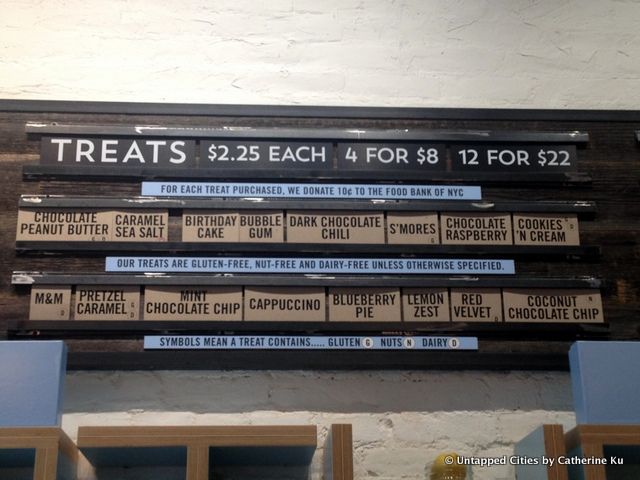 TREATS $2.25 EACH 4 FOR $8 12 FOR $22
FOR EACH TREAT PURCHASED, WE DONATE 10¢ TO THE FOOD BANK OF NYC
CHOCOLATE PEANUT BUTTER CARAMEL SEA SALT BIRTHDAY CAKE BUBBLE GUM DARK CHOCOLATE CHILI S'MORES CHOCOLATE RASPBERRY COOKIES 'N CREAM
OUR TREATS ARE GLUTEN-FREE, NUT-FREE AND DAIRY-FREE UNLESS OTHERWISE SPECIFIED.
M&M D PRETZEL CARAMEL G D MINT CHOCOLATE CHIP CAPPUCCINO BLUEBERRY PIE LEMON ZEST RED VELVET D COCONUT CHOCOLATE CHIP N
SYMBOLS MEAN A TREAT CONTAINS..... GLUTEN G NUTS N DAIRY D
© Untapped Cities by Catherine Ku